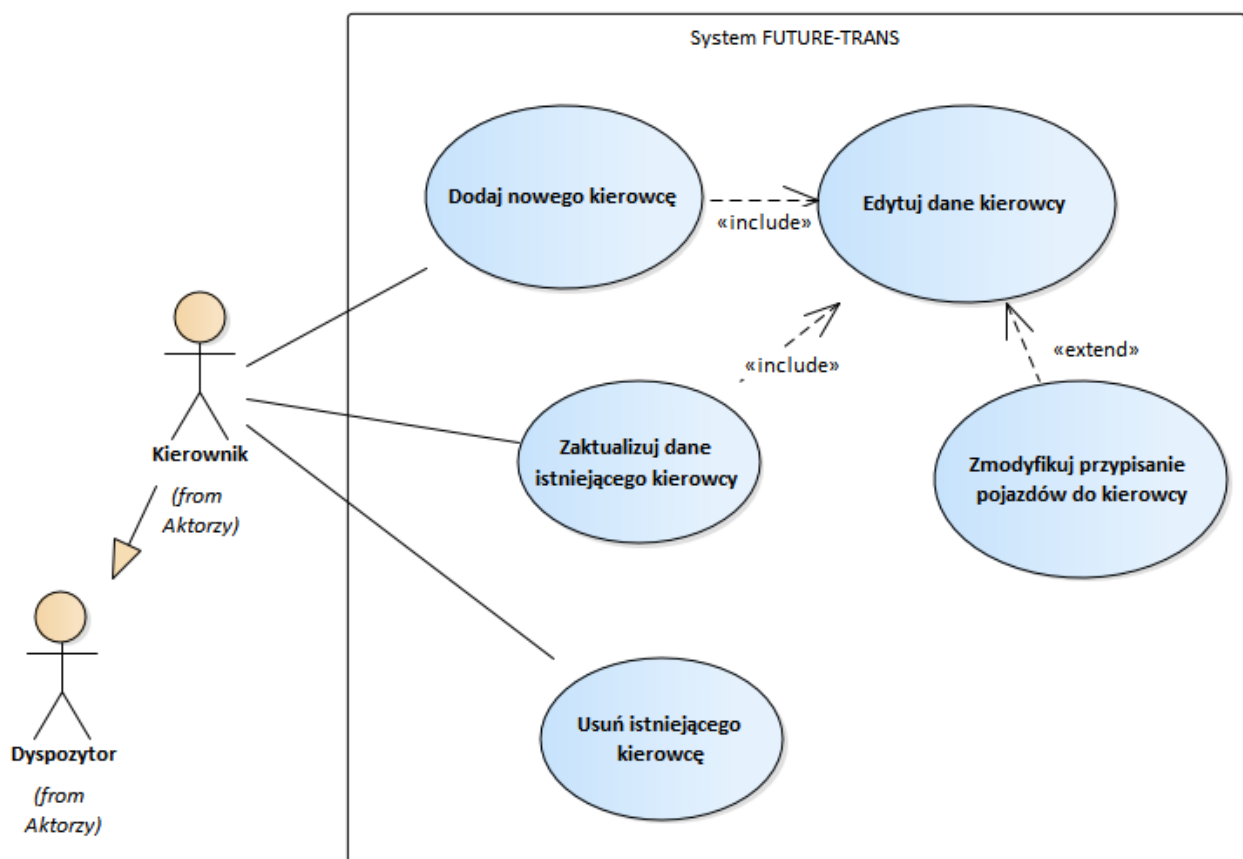 System FUTURE-TRANS
Dodaj nowego kierowcę
«include»
Edytuj dane kierowcy
«include»
«extend»
Kierownik
(from
Aktorzy)
Zaktualizuj dane
istniejącego kierowcy
Zmodyfikuj przypisanie
pojazdów do kierowcy
Usuń istniejącego
kierowcę
Dyspozytor
(from
Aktorzy)